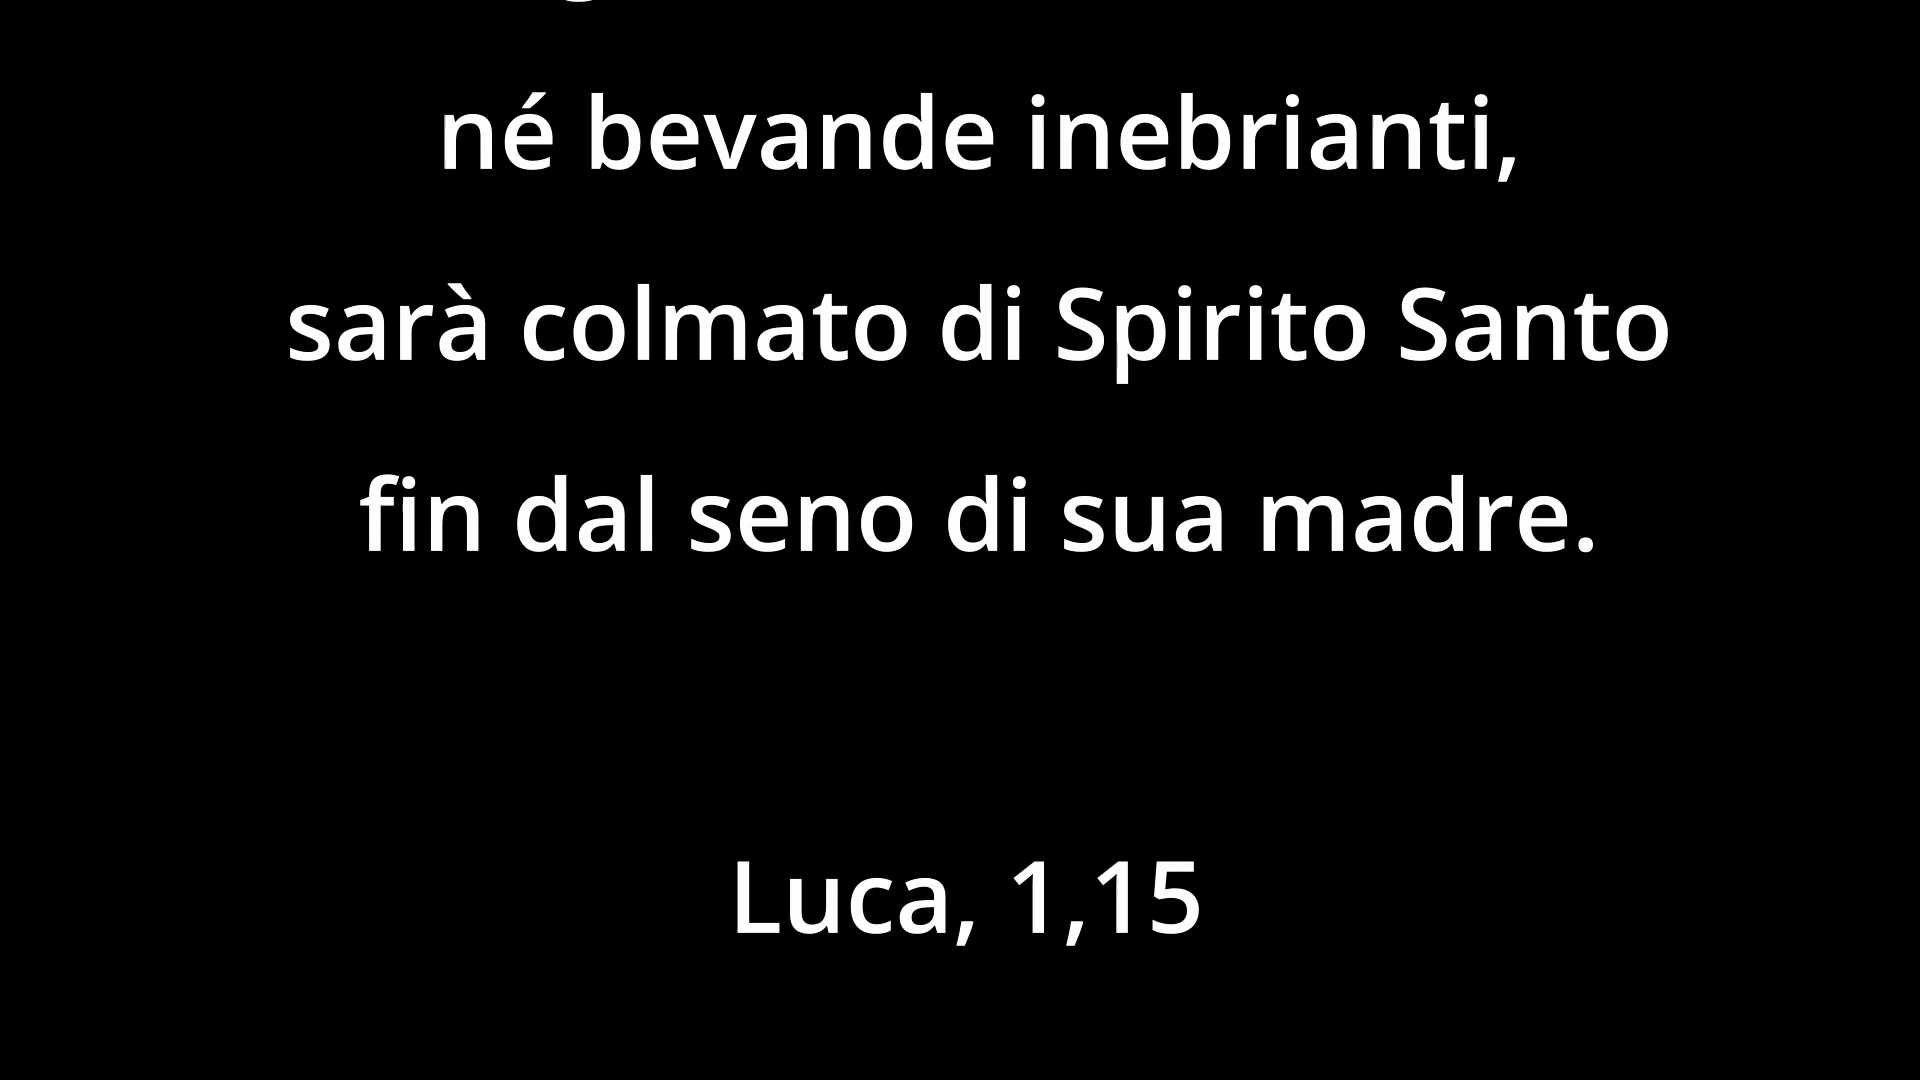 né bevande inebrianti,
sarà colmato di Spirito Santo
fin dal seno di sua madre.
Luca, 1,15